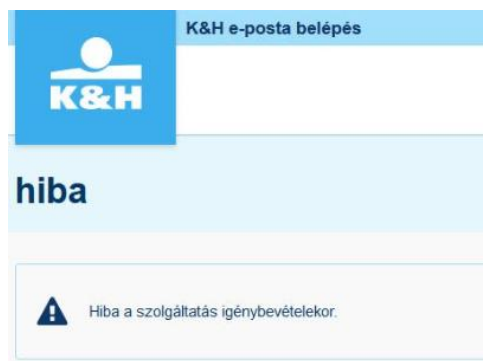 K&H e-posta belépés
K&H
hiba
Hiba a szolgáltatás igénybevételekor.